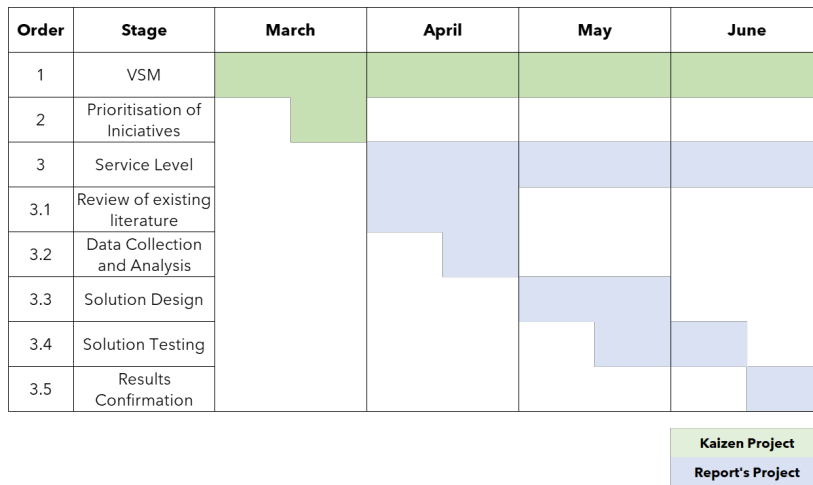 Order Stage March April May June
1 VSM
2 Prioritisation of
Iniciatives
3 Service Level
3.1 Review of existing
literature
3.2 Data Collection
and Analysis
3.3 Solution Design
3.4 Solution Testing
3.5 Results
Confirmation
Kaizen Project
Report's Project